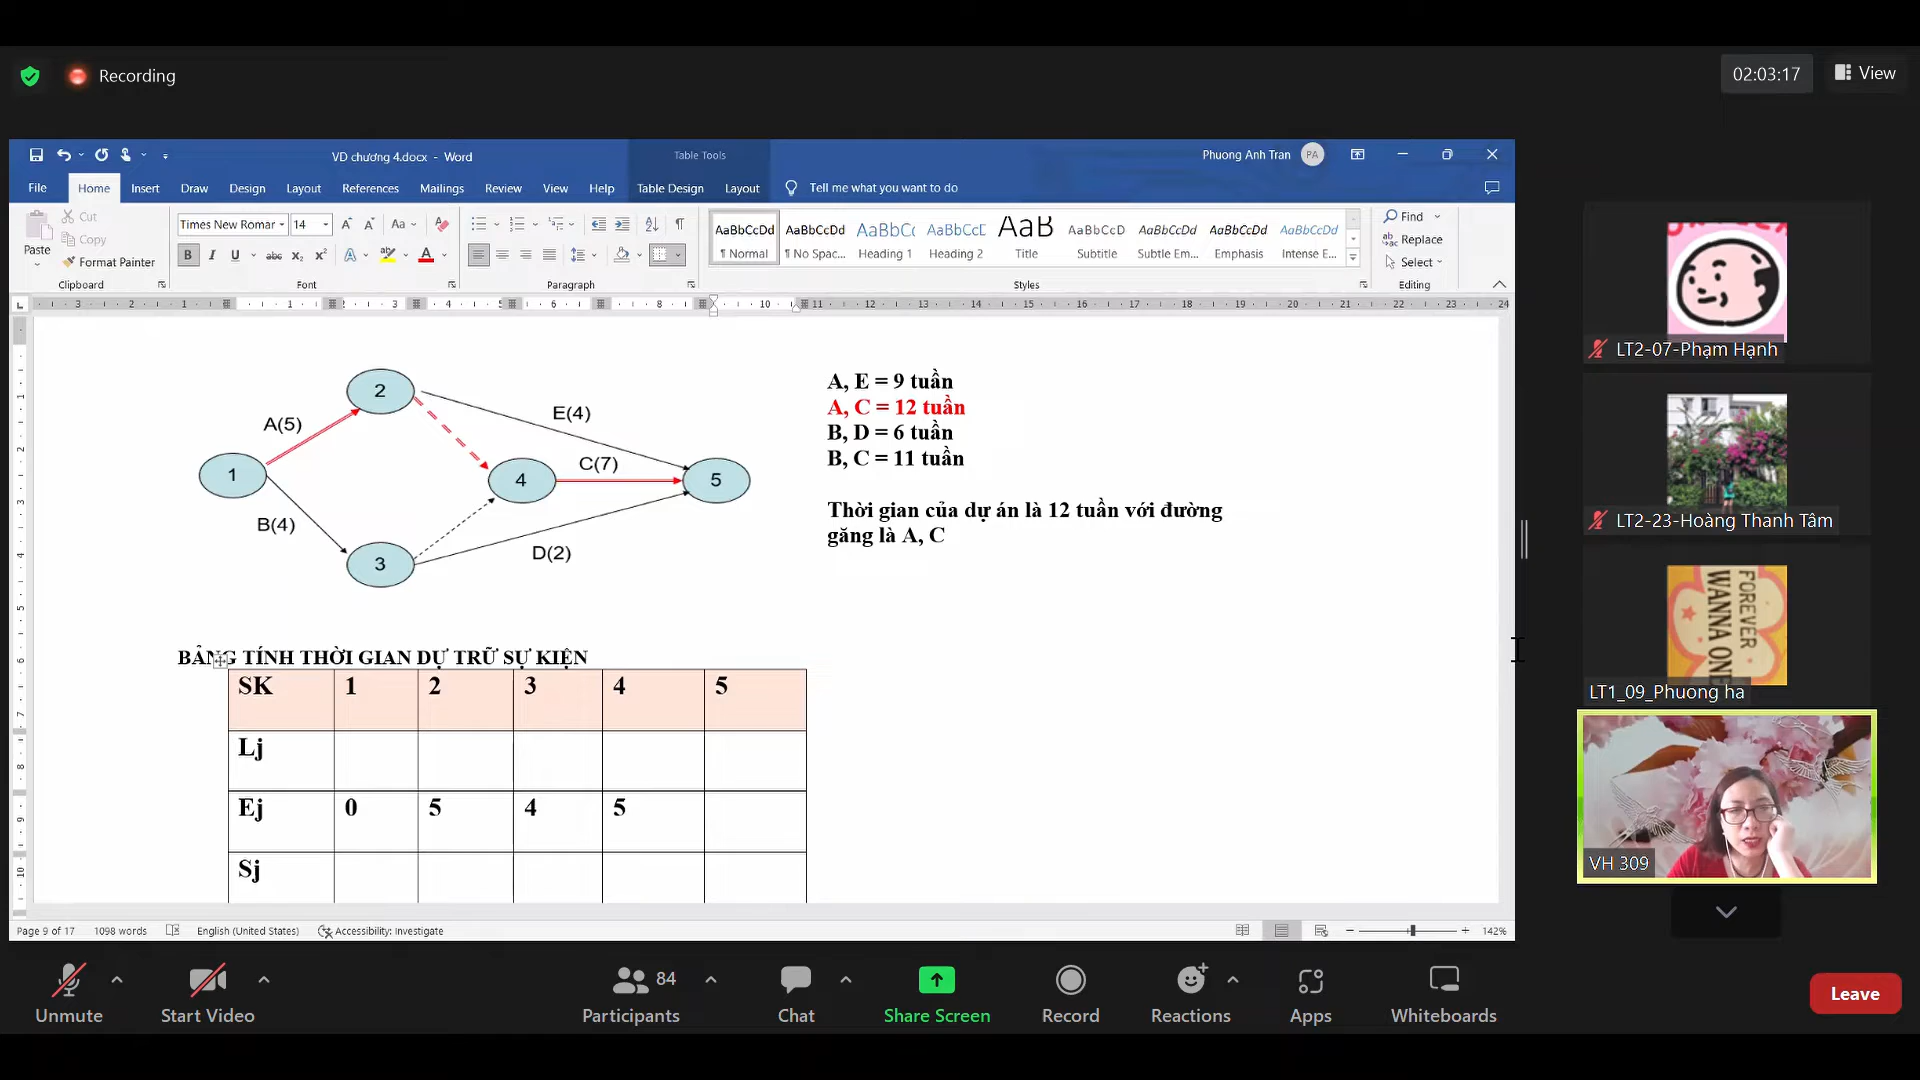 Recording
02:03:17
View
VD chương 4.docx - Word
Table Tools
Phuong Anh Tran
PA
File
Home
Insert
Draw
Design
Layout
References
Mailings
Review
View
Help
Table Design
Layout
Tell me what you want to do
Paste
Cut
Copy
Format Painter
Clipboard
Times New Romar
14
Font
Paragraph
AaBbCcDd
¶ Normal
AaBbCcDd
¶ No Spac...
AaBbCc
Heading 1
AaBbCcE
Heading 2
AaB
Title
AaBbCcD
Subtitle
AaBbCcDd
Subtle Em...
AaBbCcDd
Emphasis
AaBbCcDd
Intense E...
Styles
Find
Replace
Select
Editing
A(5)
B(4)
E(4)
C(7)
D(2)
1
2
3
4
5
A, E = 9 tuần
A, C = 12 tuần
B, D = 6 tuần
B, C = 11 tuần
Thời gian của dự án là 12 tuần với đường
găng là A, C
BẢNG TÍNH THỜI GIAN DỰ TRỮ SỰ KIỆN
SK 1 2 3 4 5
Lj
Ej 0 5 4 5
Sj
Page 9 of 17
1098 words
English (United States)
Accessibility: Investigate
142%
LT2-07-Phạm Hạnh
LT2-23-Hoàng Thanh Tâm
FOREVER
WANNA ONE
LT1_09_Phuong ha
VH 309
Unmute
Start Video
84
Participants
Chat
Share Screen
Record
Reactions
Apps
Whiteboards
Leave